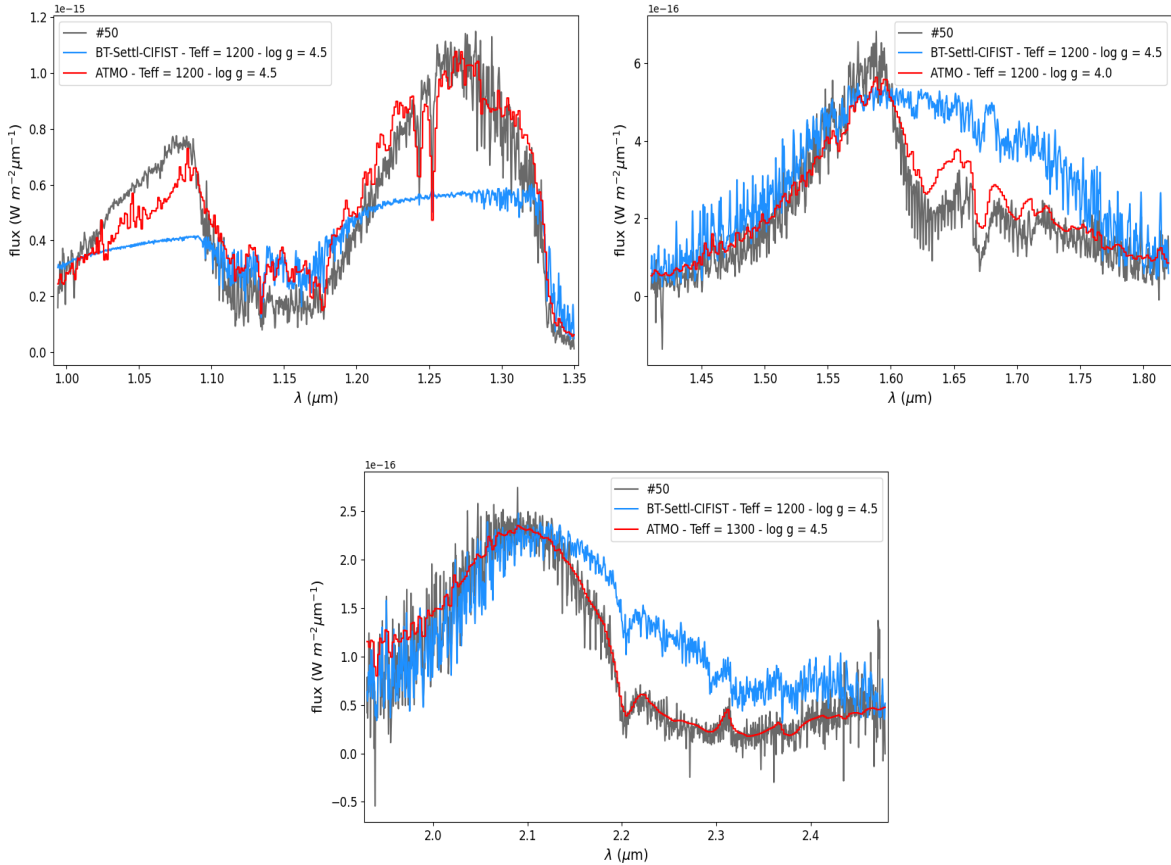 1e−15
#50
BT-Settl-CIFIST - Teff = 1200 - log g = 4.5
ATMO - Teff = 1200 - log g = 4.5
1.2
1.0
0.8
0.6
0.4
0.2
0.0
flux (W m⁻²μm⁻¹)
1.00 1.05 1.10 1.15 1.20 1.25 1.30 1.35
λ (μm)
1e−16
#50
BT-Settl-CIFIST - Teff = 1200 - log g = 4.5
ATMO - Teff = 1200 - log g = 4.0
6
4
2
0
flux (W m⁻²μm⁻¹)
1.45 1.50 1.55 1.60 1.65 1.70 1.75 1.80
λ (μm)
1e−16
#50
BT-Settl-CIFIST - Teff = 1200 - log g = 4.5
ATMO - Teff = 1300 - log g = 4.5
2.5
2.0
1.5
1.0
0.5
0.0
−0.5
flux (W m⁻²μm⁻¹)
2.0 2.1 2.2 2.3 2.4
λ (μm)